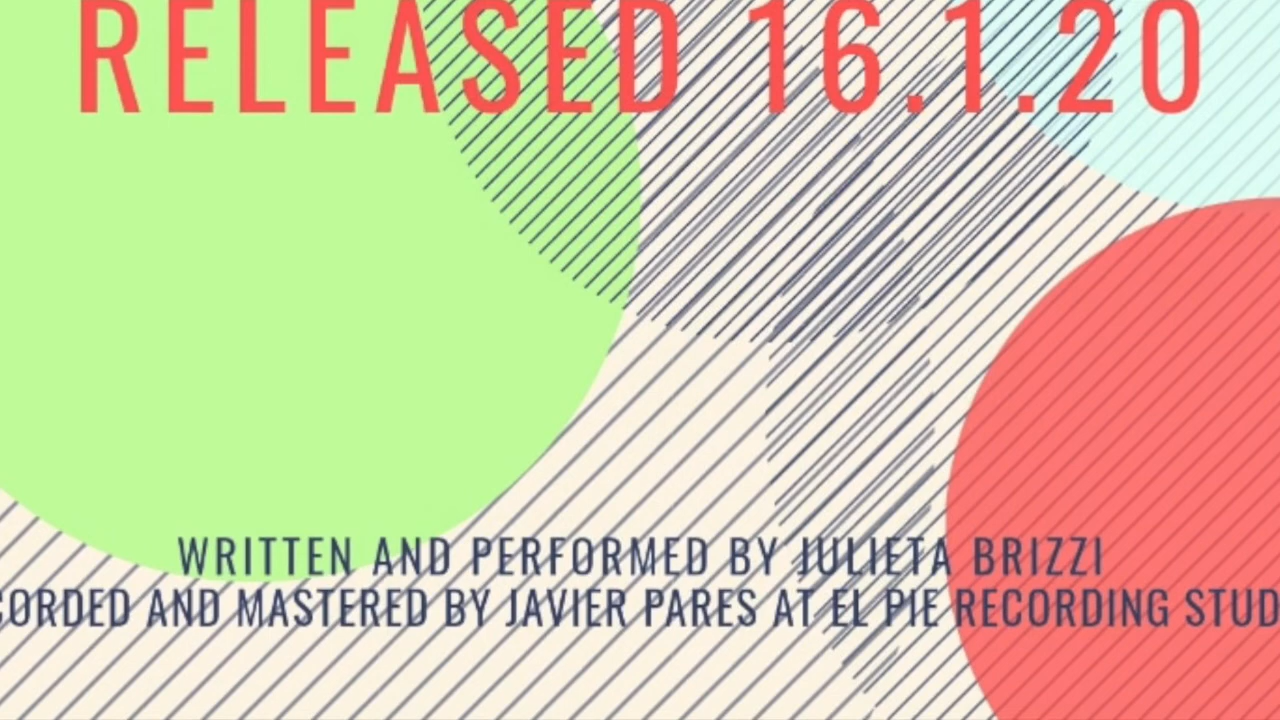 RELEASED 16.1.20
WRITTEN AND PERFORMED BY JULIETA BRIZZI
CORDED AND MASTERED BY JAVIER PARES AT EL PIE RECORDING STUD